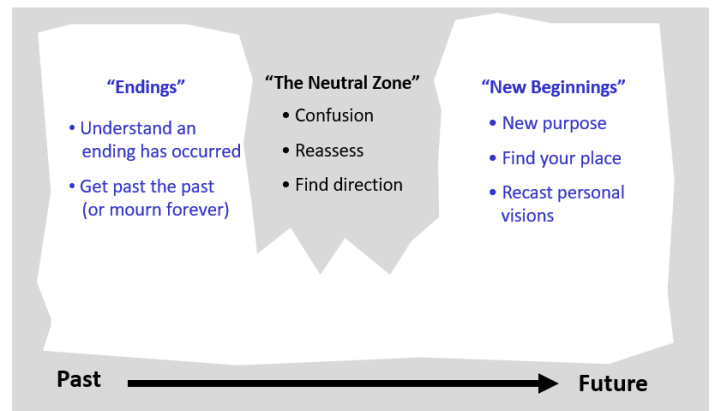 “Endings”
• Understand an
ending has occurred
• Get past the past
(or mourn forever)
“The Neutral Zone”
• Confusion
• Reassess
• Find direction
“New Beginnings”
• New purpose
• Find your place
• Recast personal
visions
Past
Future